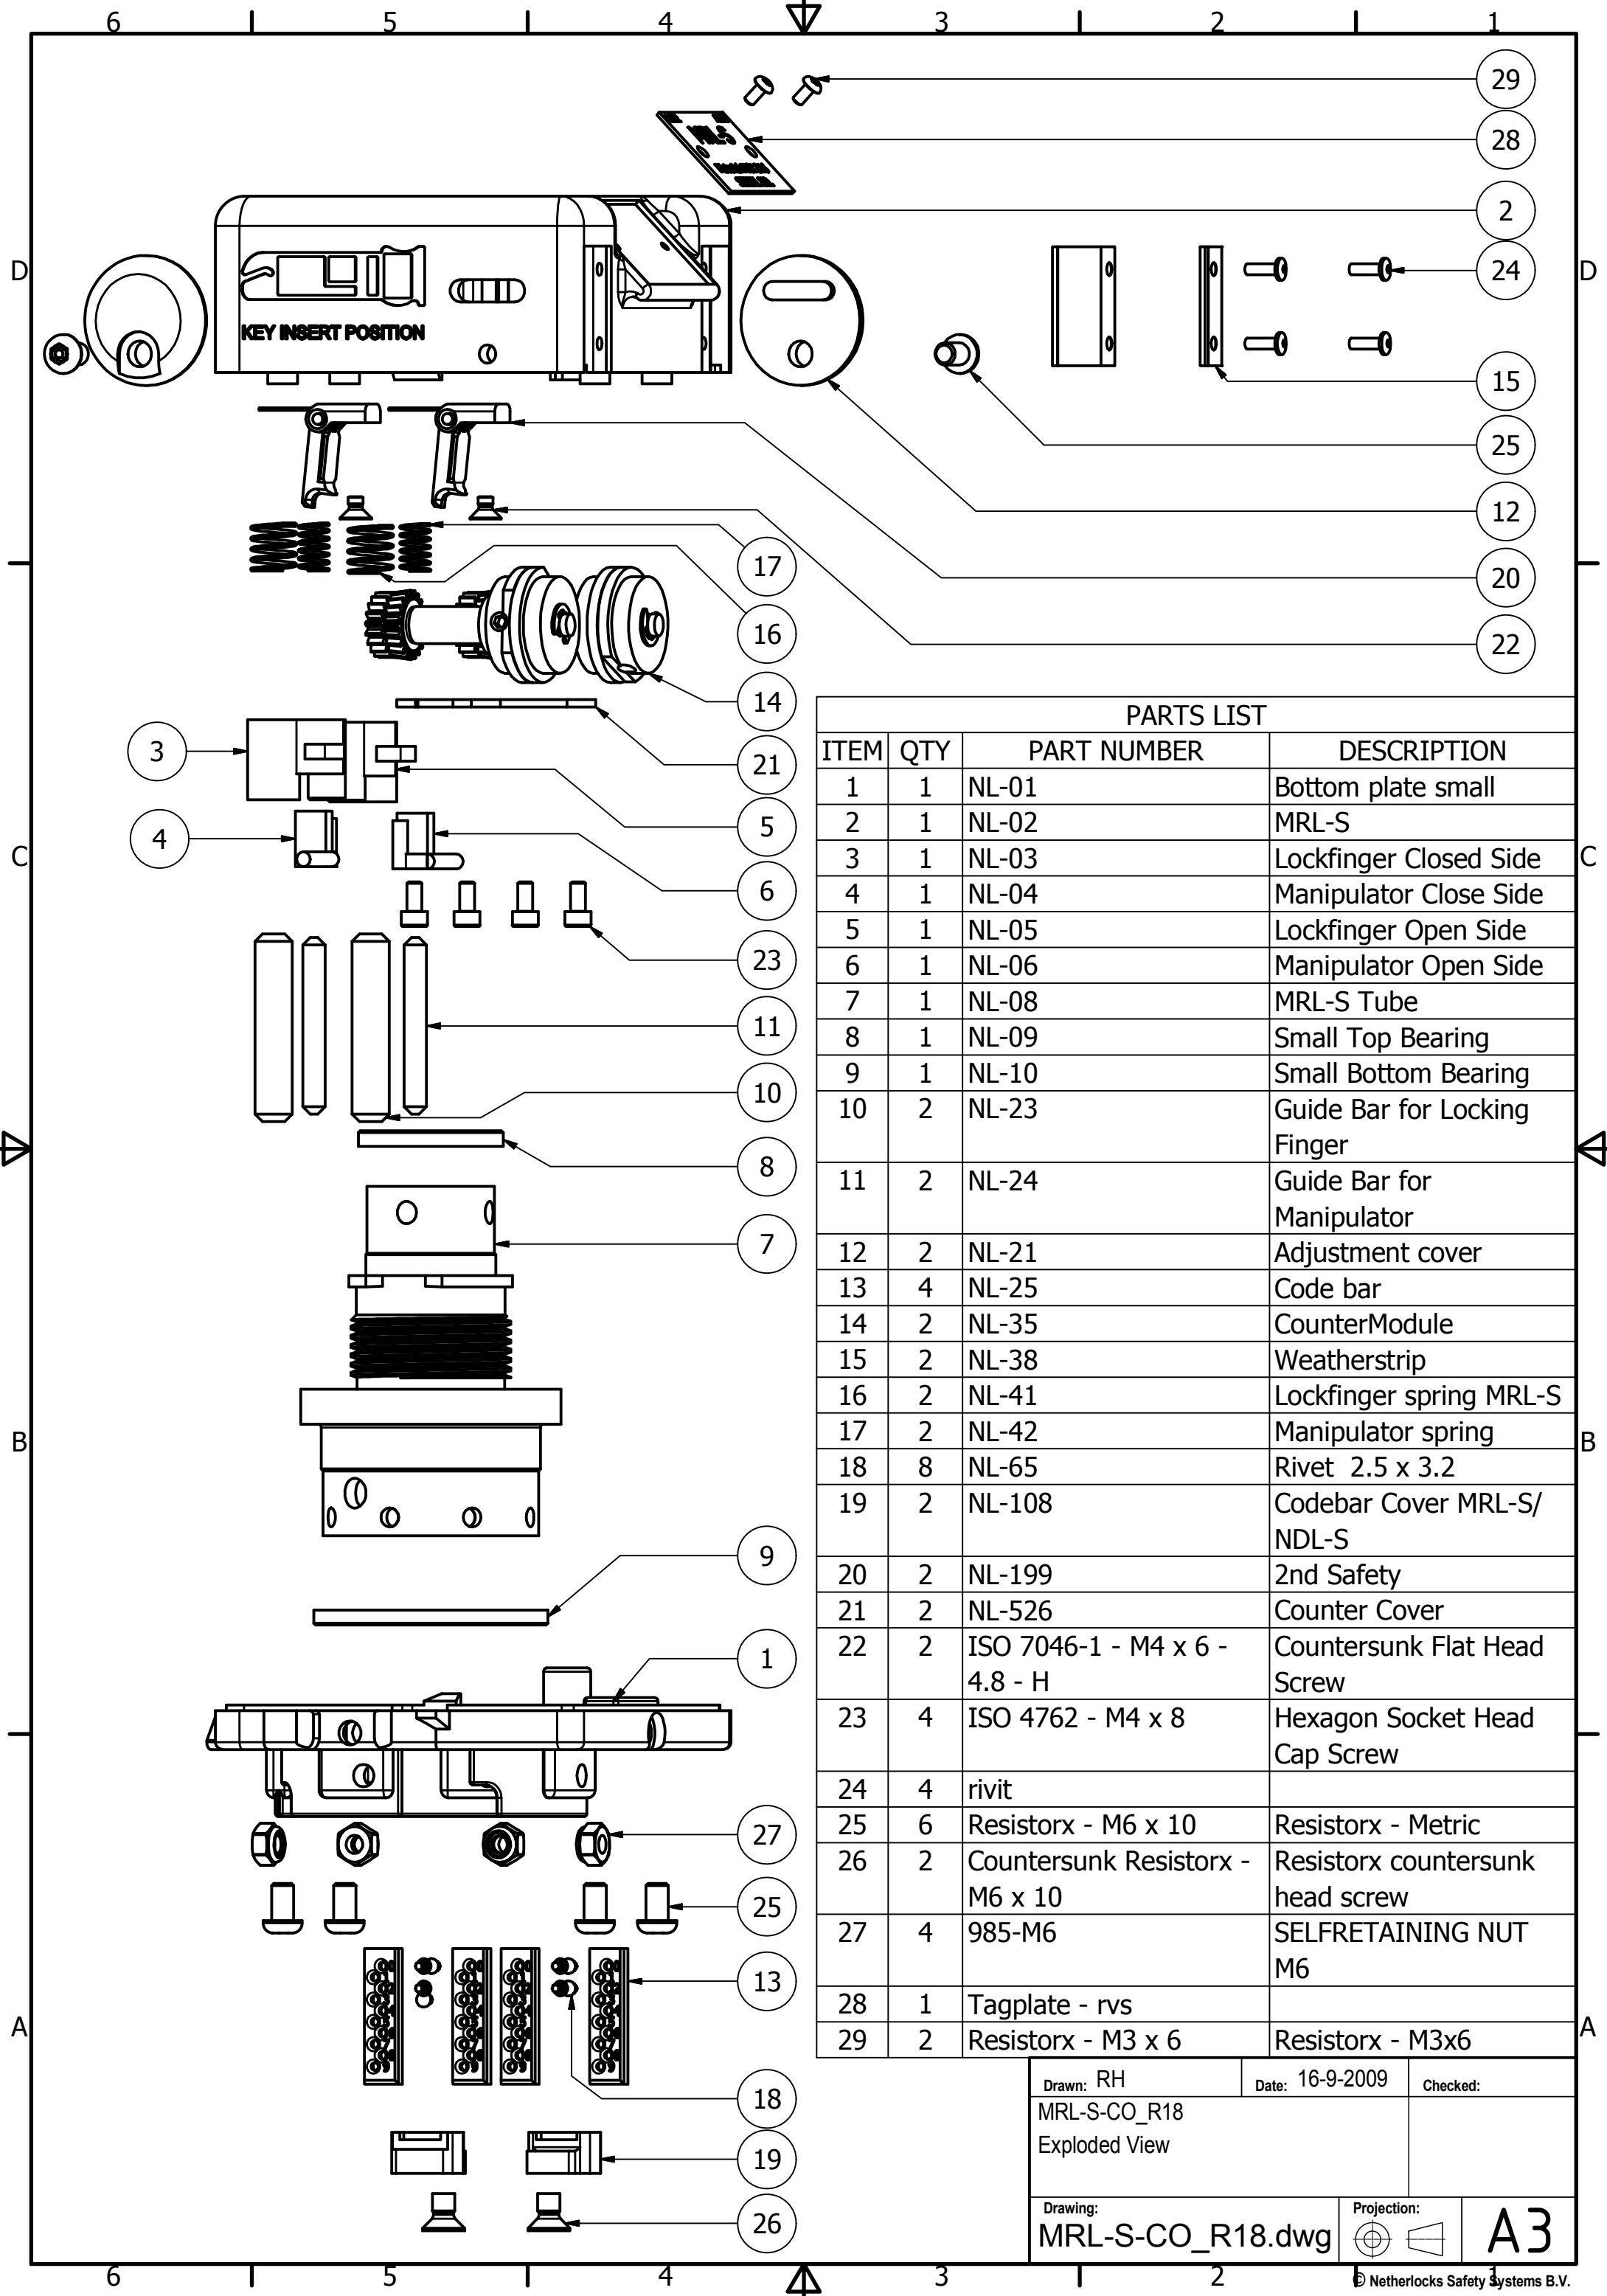 6 5 4 3 2 1
29
28
2
D D
24
KEY INSERT POSITION
15
25
12
17
20
16
22
14
PARTS LIST
3
21
ITEM QTY PART NUMBER DESCRIPTION
1 1 NL-01 Bottom plate small
2 1 NL-02 MRL-S
5
4
C C
3 1 NL-03 Lockfinger Closed Side
4 1 NL-04 Manipulator Close Side
6
5 1 NL-05 Lockfinger Open Side
6 1 NL-06 Manipulator Open Side
23
7 1 NL-08 MRL-S Tube
11
8 1 NL-09 Small Top Bearing
9 1 NL-10 Small Bottom Bearing
10
10 2 NL-23 Guide Bar for Locking
Finger
8
11 2 NL-24 Guide Bar for
Manipulator
7
12 2 NL-21 Adjustment cover
13 4 NL-25 Code bar
14 2 NL-35 CounterModule
15 2 NL-38 Weatherstrip
16 2 NL-41 Lockfinger spring MRL-S
B B
17 2 NL-42 Manipulator spring
18 8 NL-65 Rivet 2.5 x 3.2
19 2 NL-108 Codebar Cover MRL-S/
NDL-S
9
20 2 NL-199 2nd Safety
21 2 NL-526 Counter Cover
1
22 2 ISO 7046-1 - M4 x 6 - Countersunk Flat Head
4.8 - H Screw
23 4 ISO 4762 - M4 x 8 Hexagon Socket Head
Cap Screw
24 4 rivit
27
25 6 Resistorx - M6 x 10 Resistorx - Metric
26 2 Countersunk Resistorx - Resistorx countersunk
M6 x 10 head screw
25
27 4 985-M6 SELFRETAINING NUT
M6
13
28 1 Tagplate - rvs
A A
29 2 Resistorx - M3 x 6 Resistorx - M3x6
18
Drawn: RH Date: 16-9-2009 Checked:
MRL-S-CO_R18
Exploded View
19
26
Drawing: Projection:
MRL-S-CO_R18.dwg A3
6 5 4 3 2 1
© Netherlocks Safety Systems B.V.